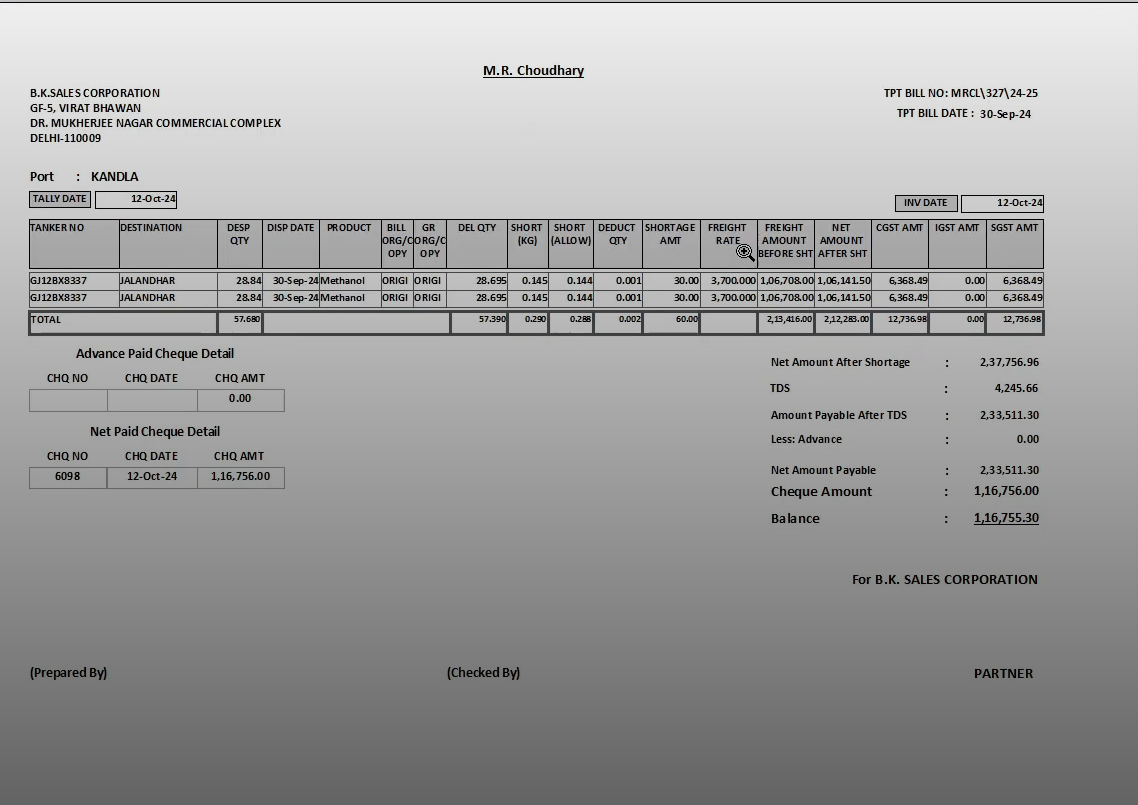 M.R. Choudhary
B.K.SALES CORPORATION
GF-5, VIRAT BHAWAN
DR. MUKHERJEE NAGAR COMMERCIAL COMPLEX
DELHI-110009
TPT BILL NO: MRCL\327\24-25
TPT BILL DATE : 30-Sep-24
Port : KANDLA
TALLY DATE 12-Oct-24
INV DATE 12-Oct-24
TANKER NO DESTINATION DESP QTY DISP DATE PRODUCT BILL ORG/C OPY GR ORG/C OPY DEL QTY SHORT (KG) SHORT (ALLOW) DEDUCT QTY SHORTAGE AMT FREIGHT RATE FREIGHT AMOUNT BEFORE SHT NET AMOUNT AFTER SHT CGST AMT IGST AMT SGST AMT
GJ12BX8337 JALANDHAR 28.84 30-Sep-24 Methanol ORIGI ORIGI 28.695 0.145 0.144 0.001 30.00 3,700.000 1,06,708.00 1,06,141.50 6,368.49 0.00 6,368.49
GJ12BX8337 JALANDHAR 28.84 30-Sep-24 Methanol ORIGI ORIGI 28.695 0.145 0.144 0.001 30.00 3,700.000 1,06,708.00 1,06,141.50 6,368.49 0.00 6,368.49
TOTAL 57.680 57.390 0.290 0.288 0.002 60.00 2,13,416.00 2,12,283.00 12,736.98 0.00 12,736.98
Advance Paid Cheque Detail
CHQ NO CHQ DATE CHQ AMT
0.00
Net Paid Cheque Detail
CHQ NO CHQ DATE CHQ AMT
6098 12-Oct-24 1,16,756.00
Net Amount After Shortage : 2,37,756.96
TDS : 4,245.66
Amount Payable After TDS : 2,33,511.30
Less: Advance : 0.00
Net Amount Payable : 2,33,511.30
Cheque Amount : 1,16,756.00
Balance : 1,16,755.30
For B.K. SALES CORPORATION
(Prepared By) (Checked By) PARTNER